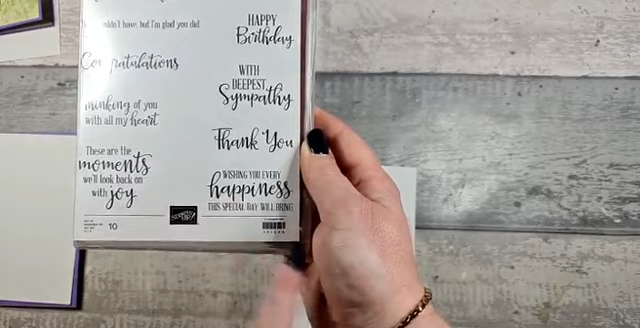 have, but I'm glad you did
Congratulations
thinking of you
with all my heart
These are the
moments
we'll look back on
with joy
10
HAPPY
Birthday
WITH
DEEPEST
Sympathy
Thank You
WISHING YOU EVERY
happiness
THIS SPECIAL DAY WILL BRING
STAMPIN' UP!